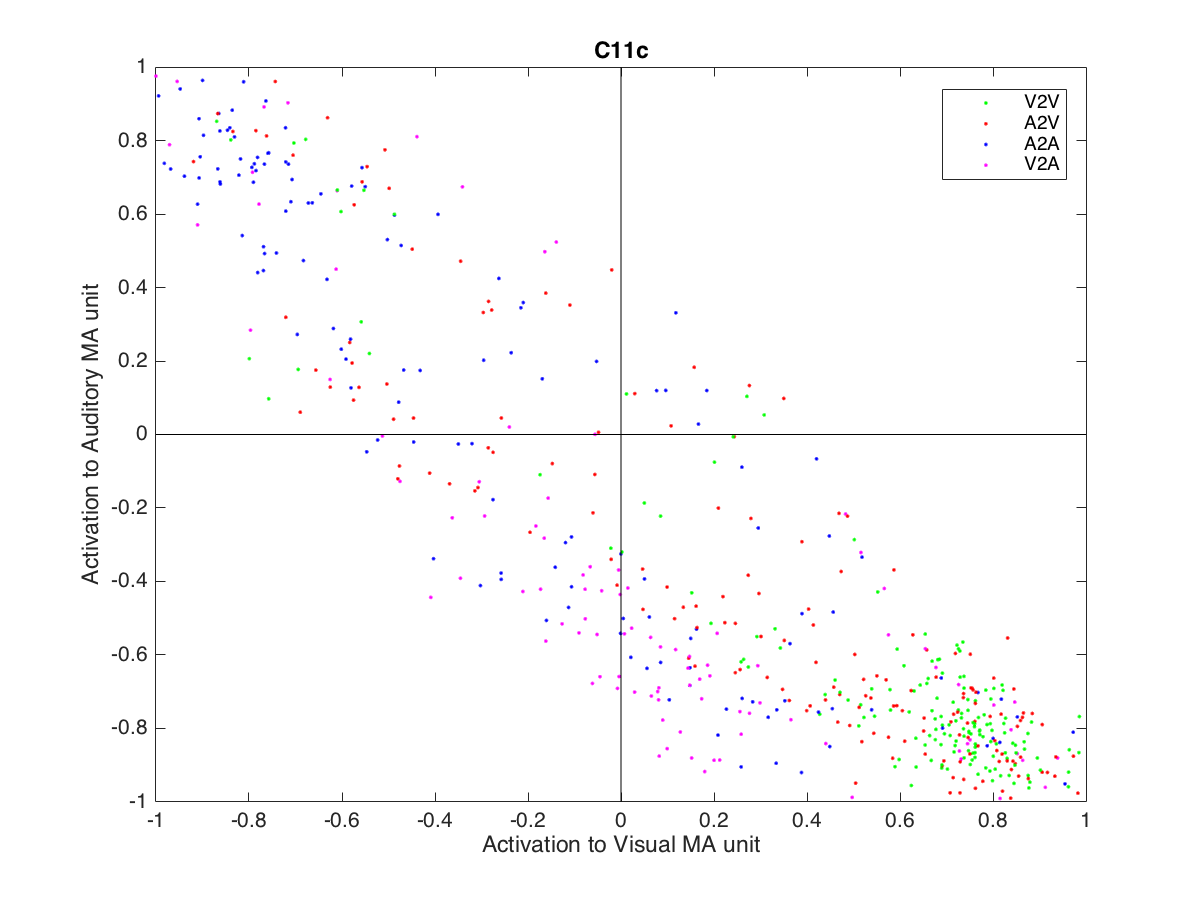 C11c
V2V
A2V
A2A
V2A
1
0.8
0.6
0.4
0.2
0
-0.2
-0.4
-0.6
-0.8
-1
Activation to Auditory MA unit
-1 -0.8 -0.6 -0.4 -0.2 0 0.2 0.4 0.6 0.8 1
Activation to Visual MA unit